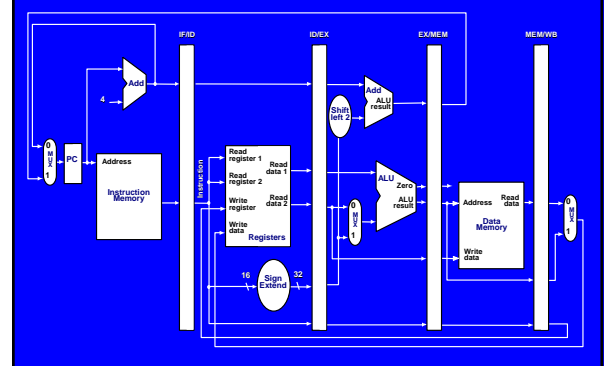 IF/ID
ID/EX
EX/MEM
MEM/WB
Add
4
Add
ALU
result
Shift
left 2
0
M
U
X
1
PC
Address
Instruction
Memory
Instruction
Read
register 1
Read
register 2
Write
register
Write
data
Read
data 1
Read
data 2
Registers
ALU
Zero
ALU
result
0
M
U
X
1
Address
Read
data
Data
Memory
Write
data
0
M
U
X
1
16
Sign
Extend
32